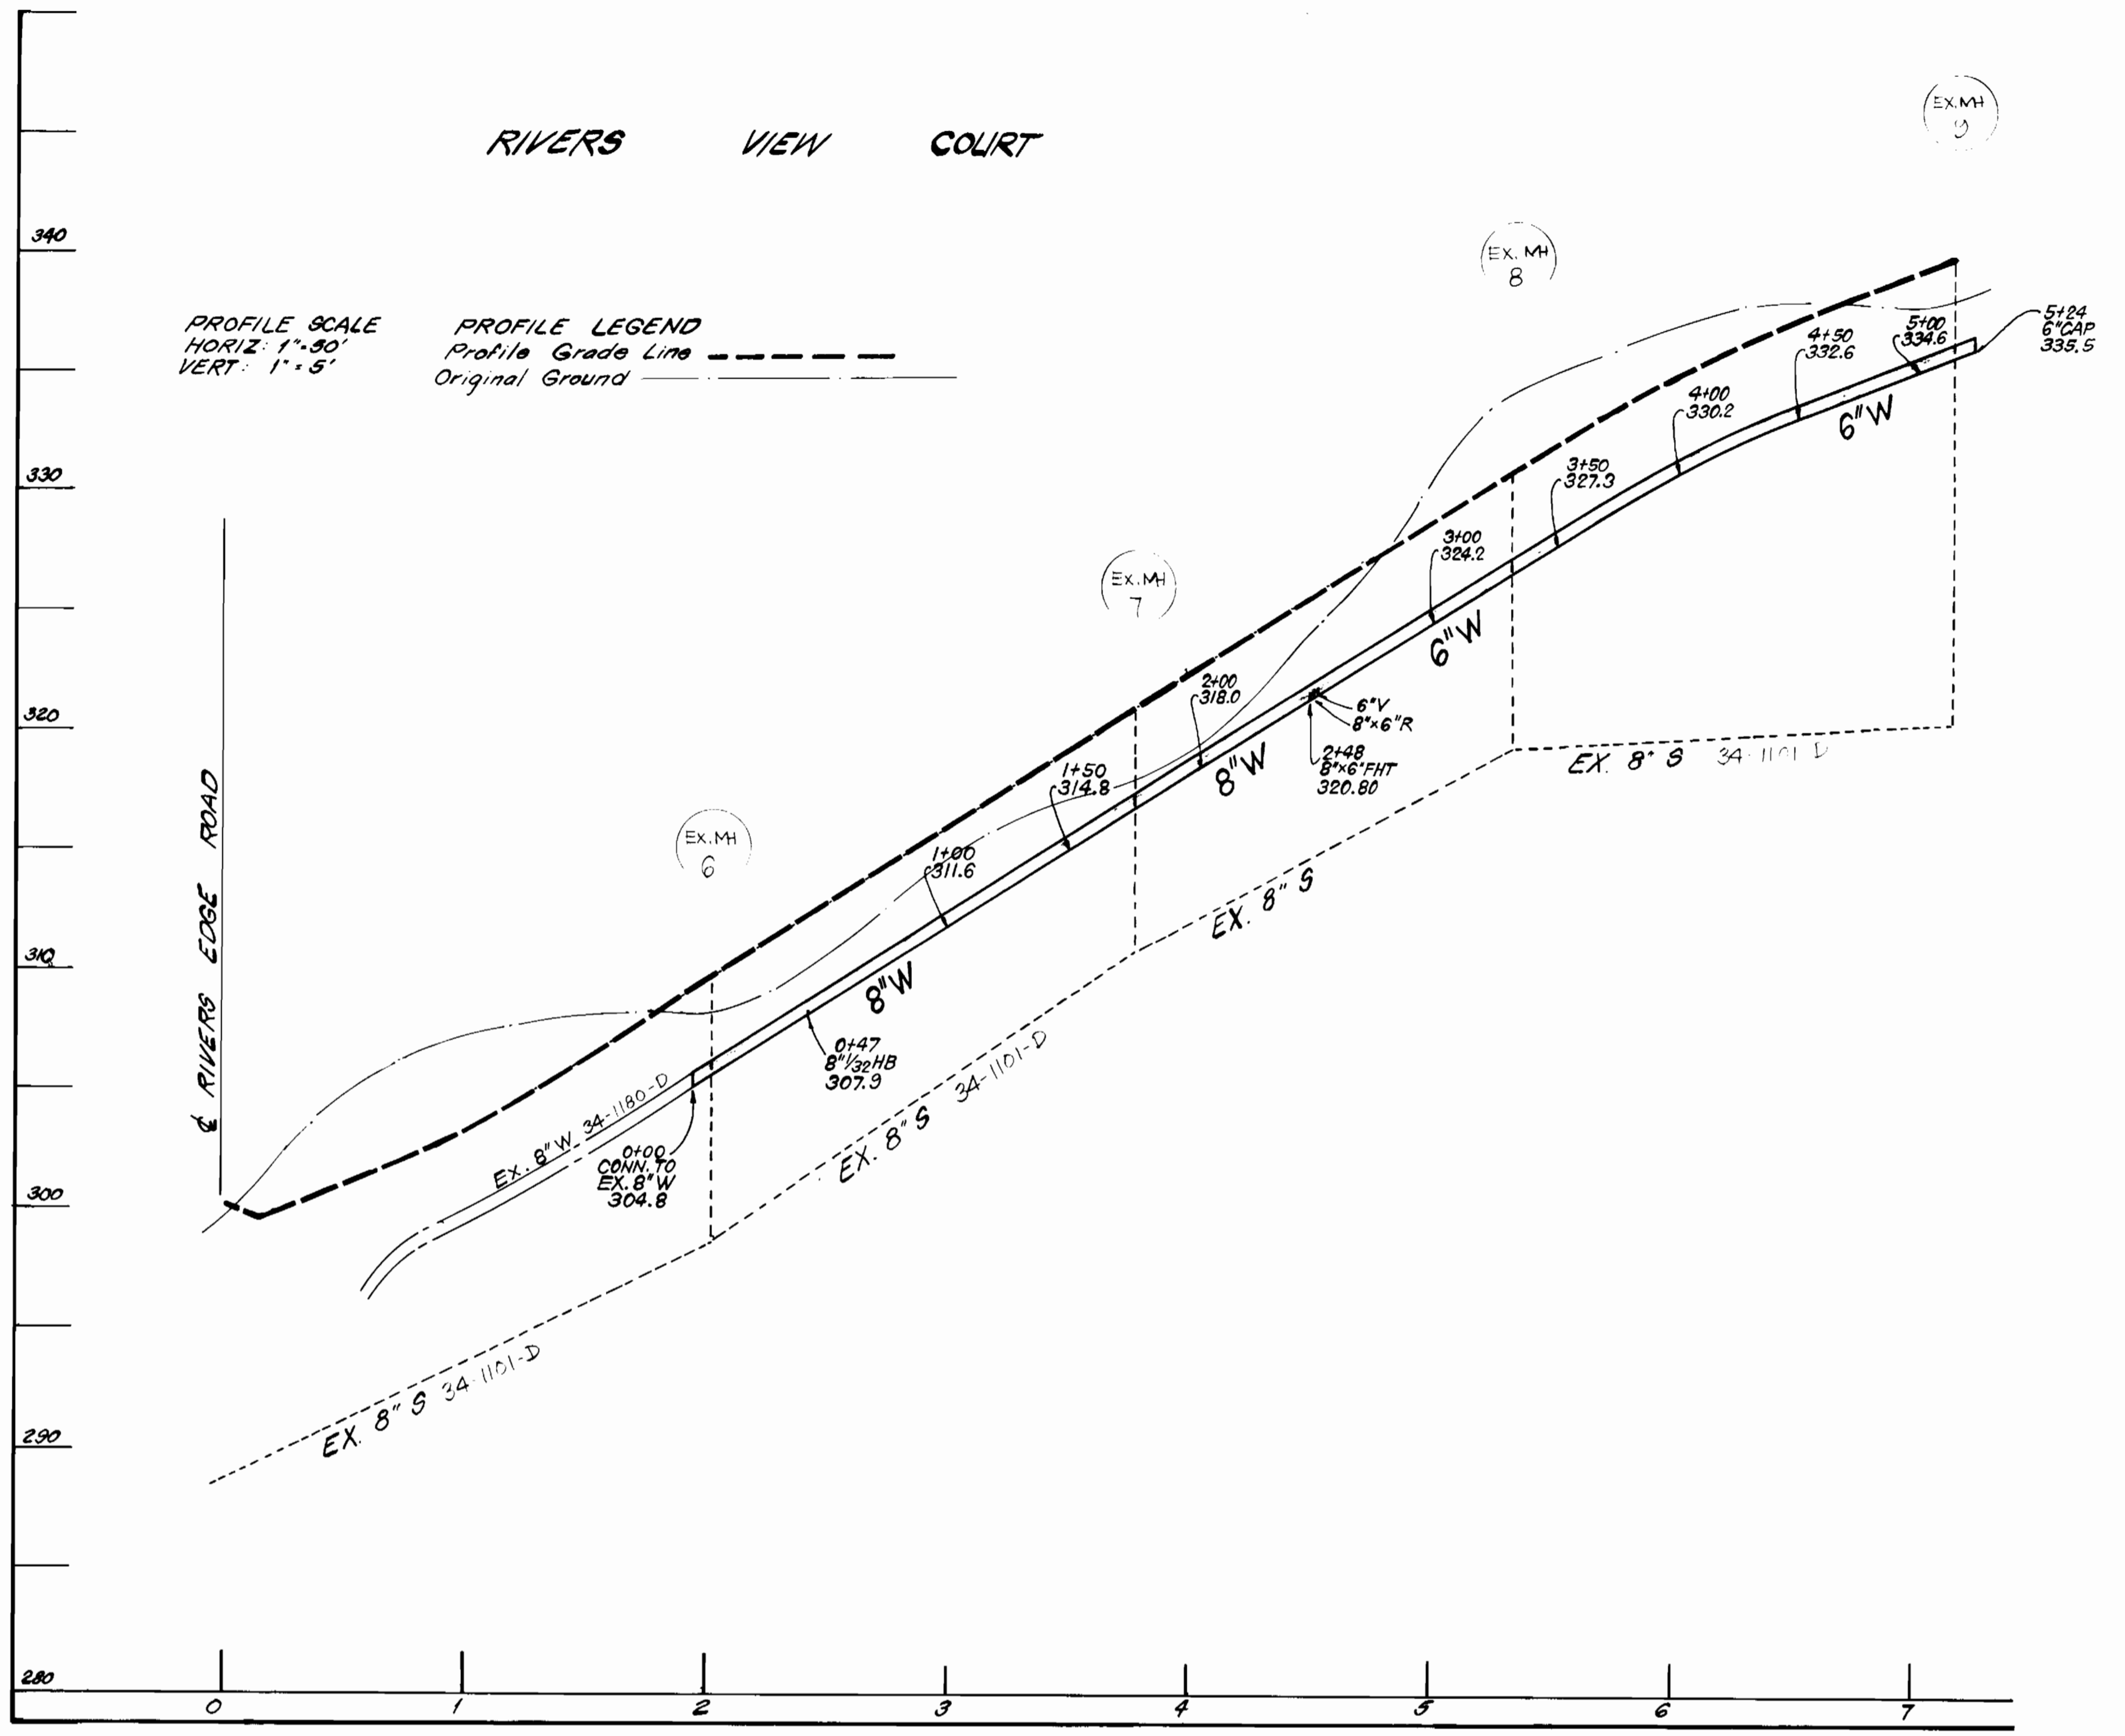 RIVERS VIEW COURT
EX. MH
9
340
EX. MH
8
PROFILE SCALE
HORIZ: 1"=50'
VERT: 1" = 5'
PROFILE LEGEND
Profile Grade Line
Original Ground
5+24
6"CAP
335.5
5+00
334.6
4+50
332.6
6"W
4+00
330.2
330
3+50
327.3
3+00
324.2
6"W
EX. MH
7
2+00
318.0
6"V
8"x6"R
2+48
8"x6"FHT
320.80
320
EX. 8" S 34-1101-D
8"W
1+50
314.8
EX. MH
6
1+00
311.6
EX. 8" S
310
8"W
0+47
8"1/32HB
307.9
℄ RIVERS EDGE ROAD
EX. 8"W 34-1180-D
0+00
CONN. TO
EX. 8"W
304.8
EX. 8" S 34-1101-D
300
EX. 8" S 34-1101-D
290
280
0 1 2 3 4 5 6 7